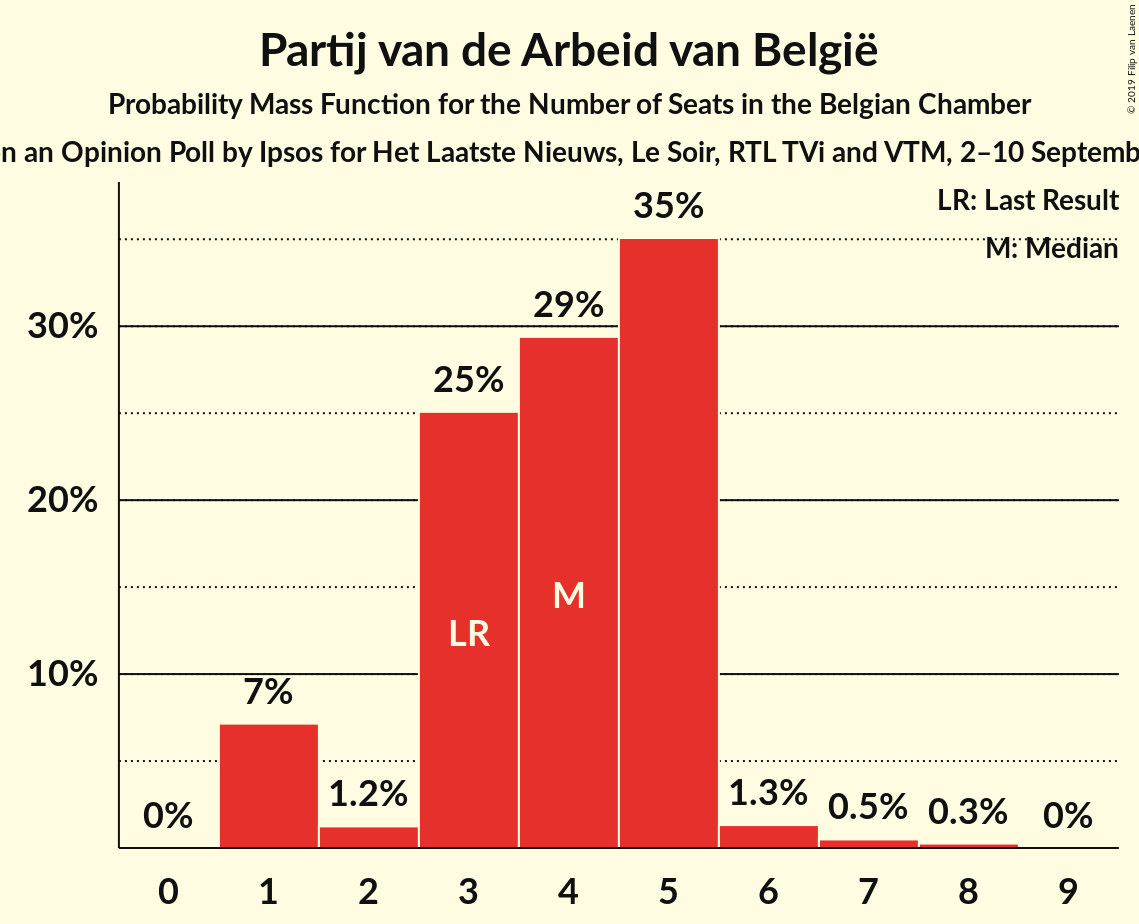 Partij van de Arbeid van België
Probability Mass Function for the Number of Seats in the Belgian Chamber
an Opinion Poll by Ipsos for Het Laatste Nieuws, Le Soir, RTL TVi and VTM, 2–10
© 2019 Filip van Laenen
LR: Last Result
M: Median
35%
30%
29%
25%
20%
M
LR
10%
7%
0%
1.2%
1.3%
0.5%
0.3%
0%
0 1 2 3 4 5 6 7 8 9